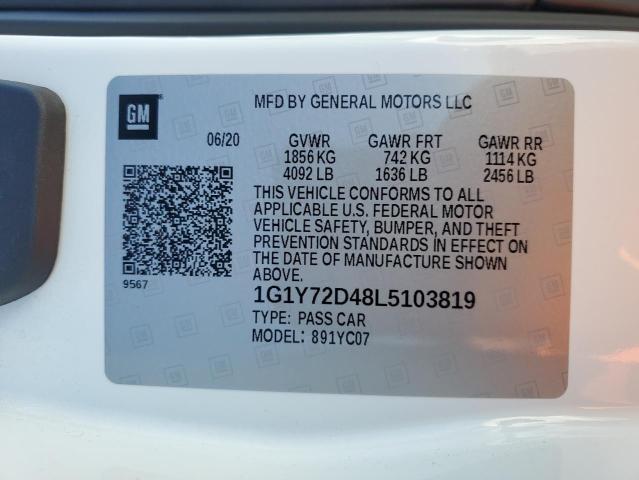 GM
MFD BY GENERAL MOTORS LLC
06/20 GVWR GAWR FRT GAWR RR
1856 KG 742 KG 1114 KG
4092 LB 1636 LB 2456 LB
THIS VEHICLE CONFORMS TO ALL
APPLICABLE U.S. FEDERAL MOTOR
VEHICLE SAFETY, BUMPER, AND THEFT
PREVENTION STANDARDS IN EFFECT ON
THE DATE OF MANUFACTURE SHOWN
ABOVE.
9567
1G1Y72D48L5103819
TYPE: PASS CAR
MODEL: 891YC07